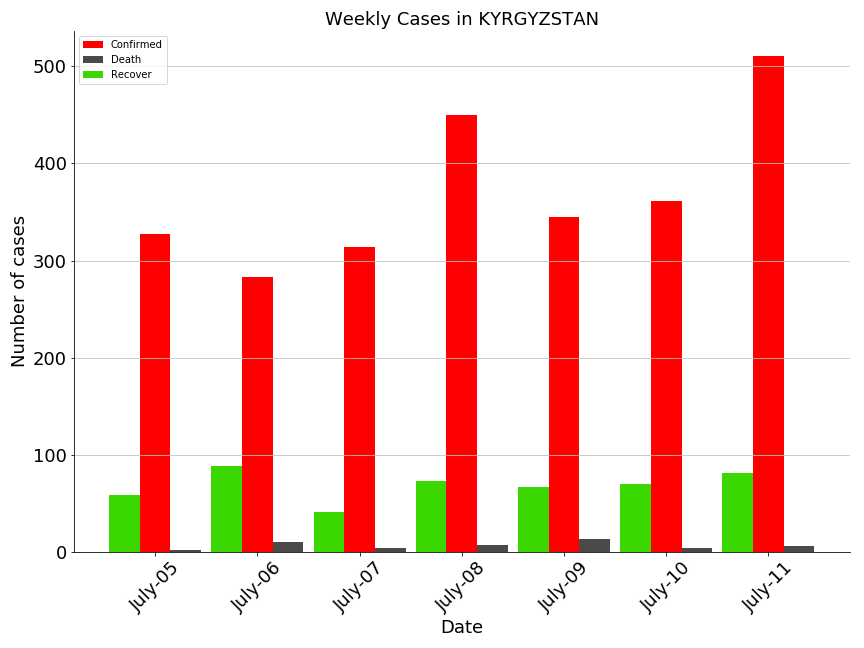 Weekly Cases in KYRGYZSTAN
Confirmed
Death
Recover
Number of cases
500
400
300
200
100
0
July-05
July-06
July-07
July-08
July-09
July-10
July-11
Date